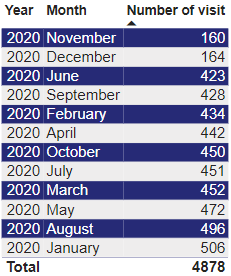 Year Month Number of visit
2020 November 160
2020 December 164
2020 June 423
2020 September 428
2020 February 434
2020 April 442
2020 October 450
2020 July 451
2020 March 452
2020 May 472
2020 August 496
2020 January 506
Total 4878